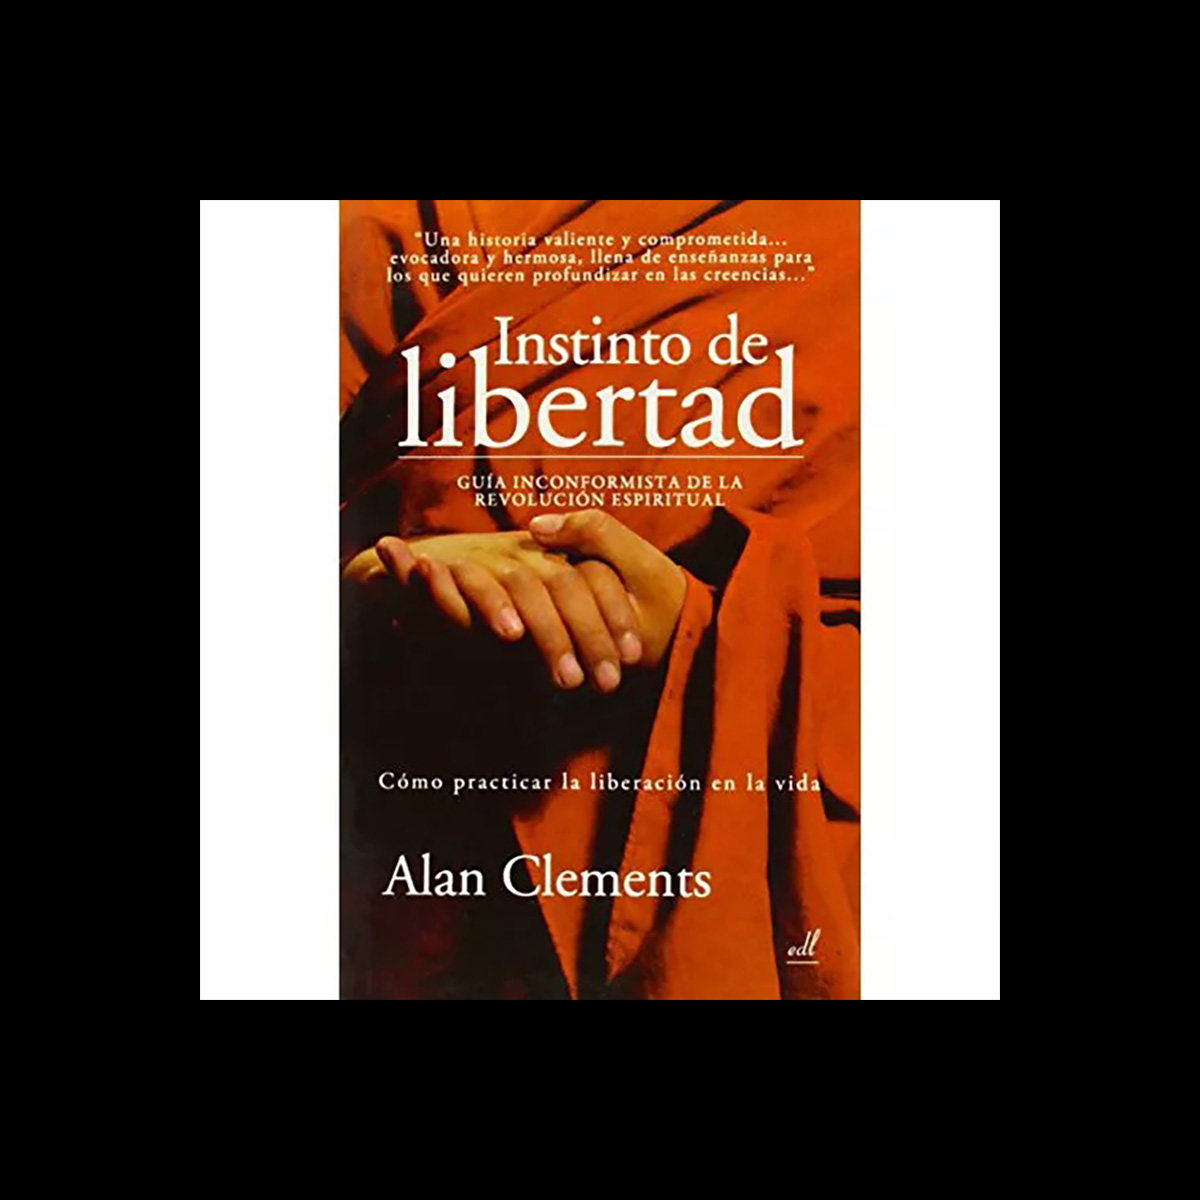 “Una historia valiente y comprometida...
evocadora y hermosa, llena de enseñanzas para
los que quieren profundizar en las creencias...”
Instinto de
libertad
GUÍA INCONFORMISTA DE LA
REVOLUCIÓN ESPIRITUAL
Cómo practicar la liberación en la vida
Alan Clements
edl